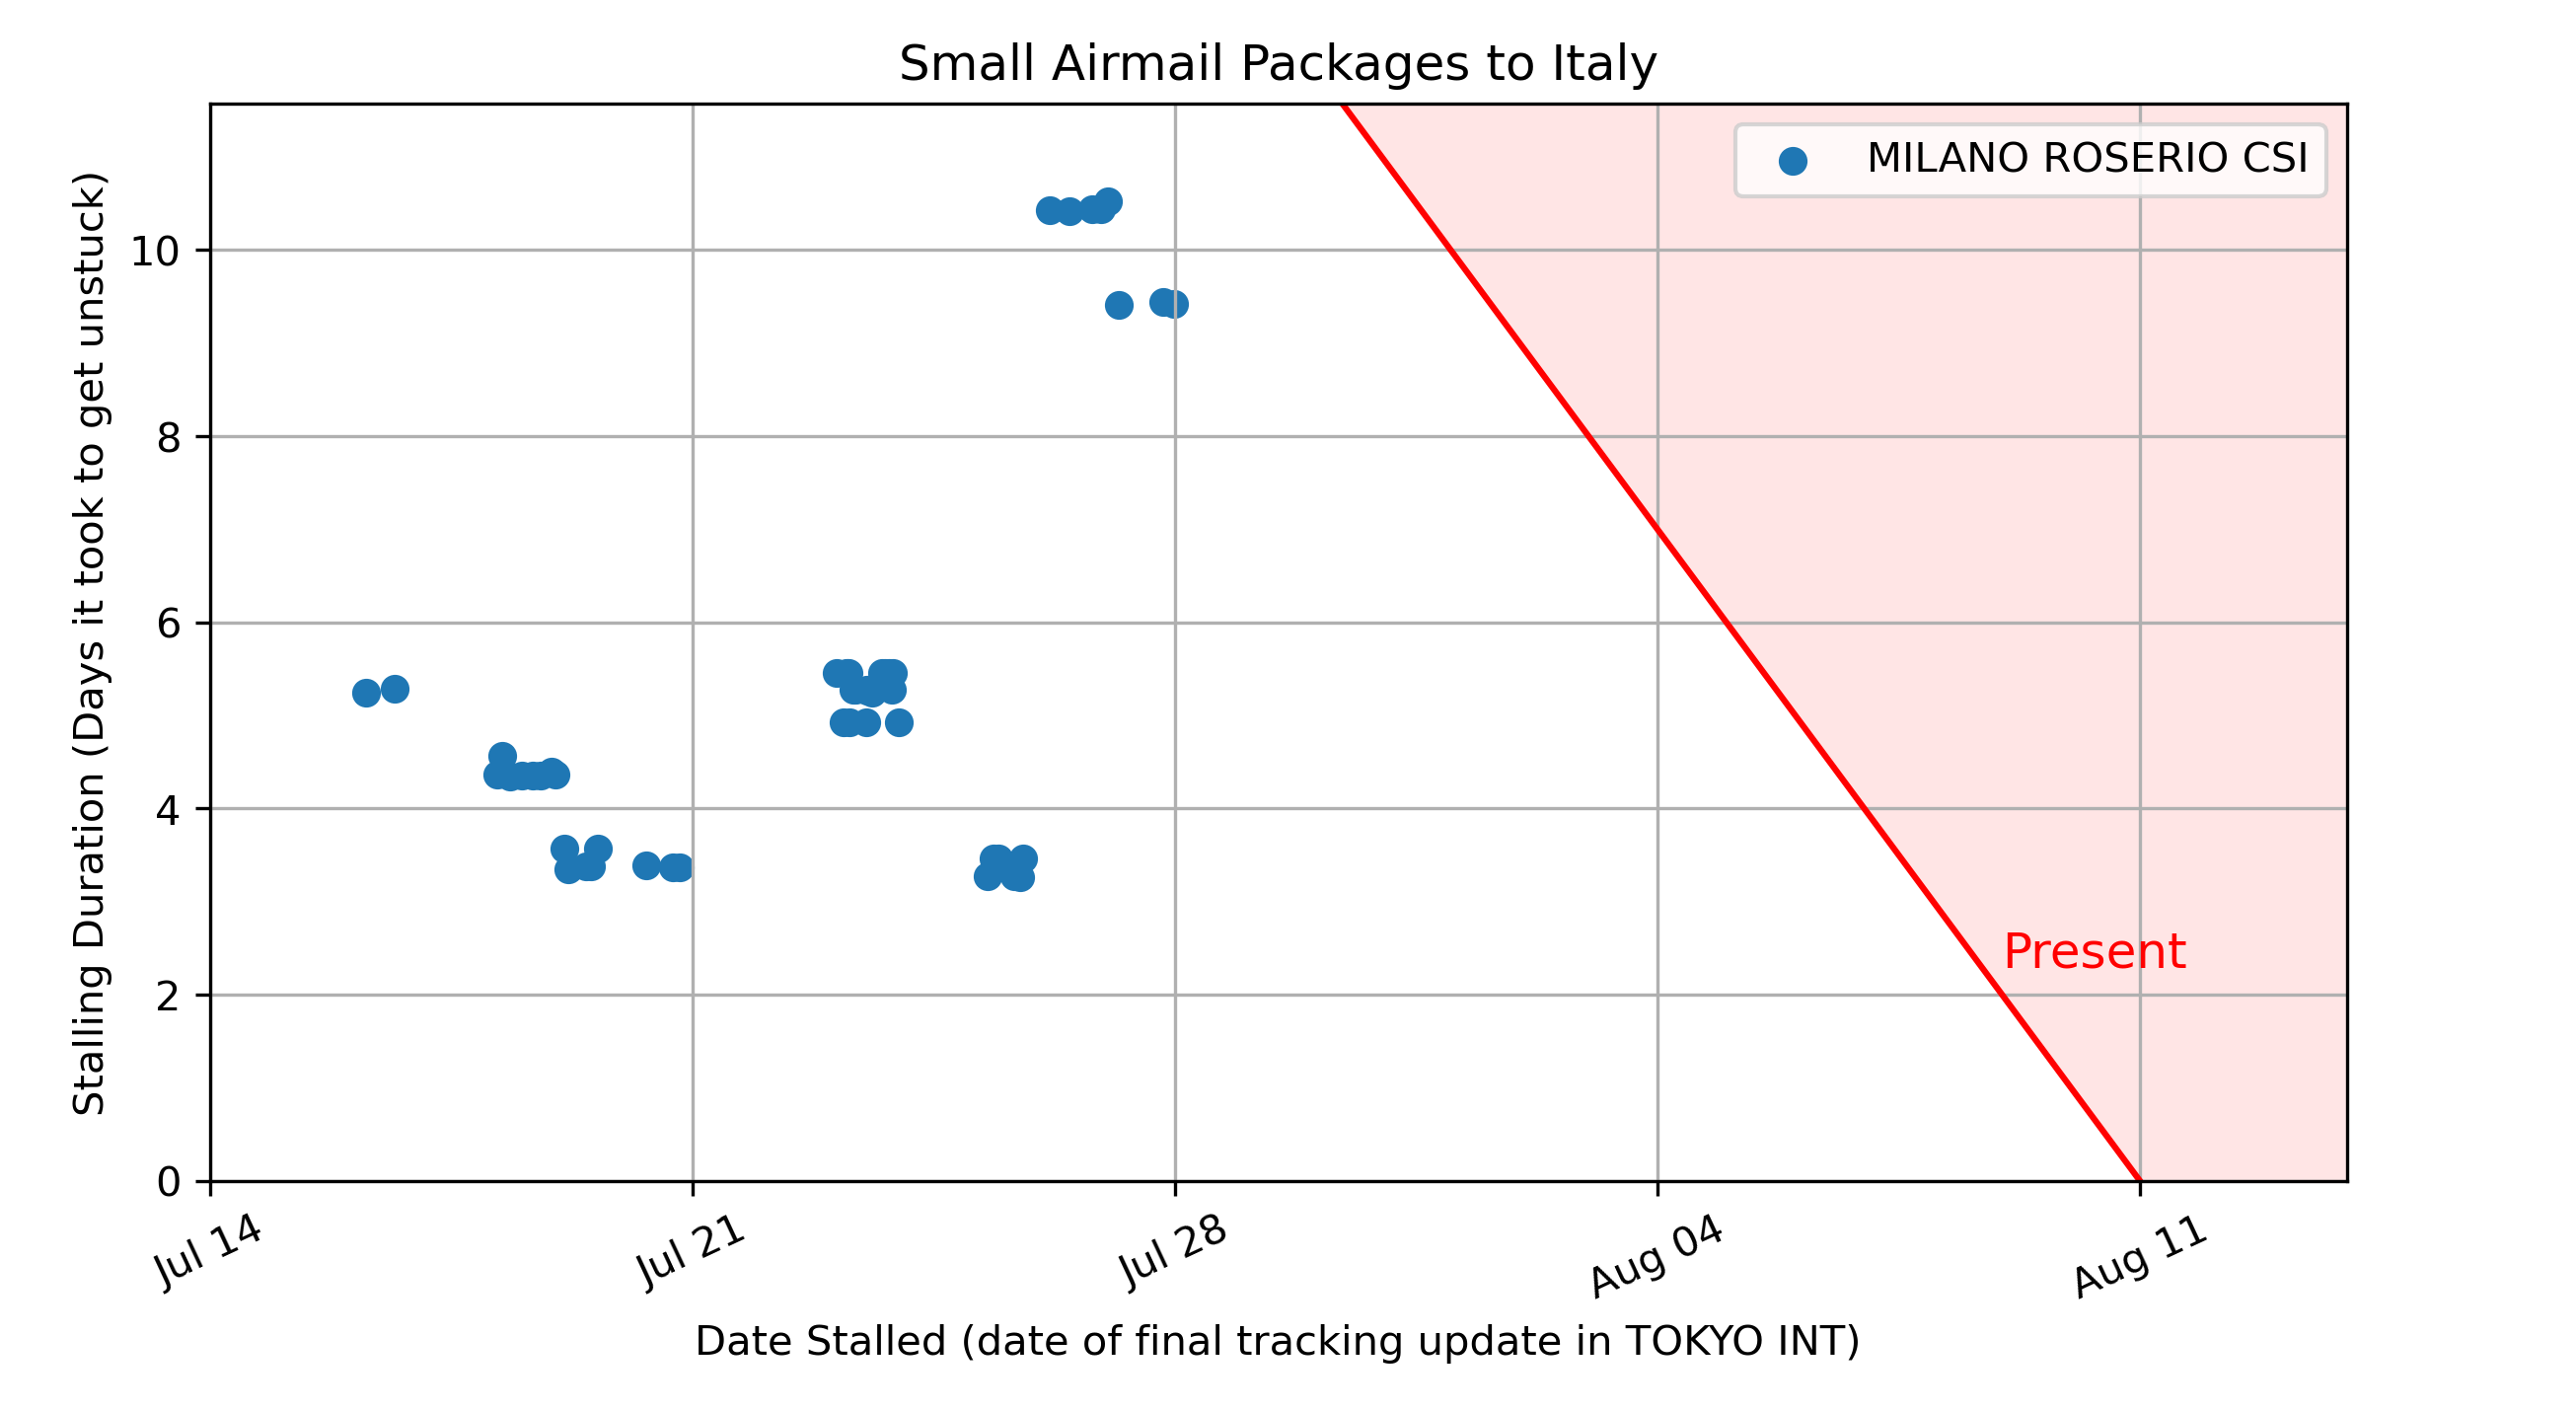 Small Airmail Packages to Italy
MILANO ROSERIO CSI
Stalling Duration (Days it took to get unstuck)
10
8
6
4
2
0
Present
Jul 14
Jul 21
Jul 28
Aug 04
Aug 11
Date Stalled (date of final tracking update in TOKYO INT)